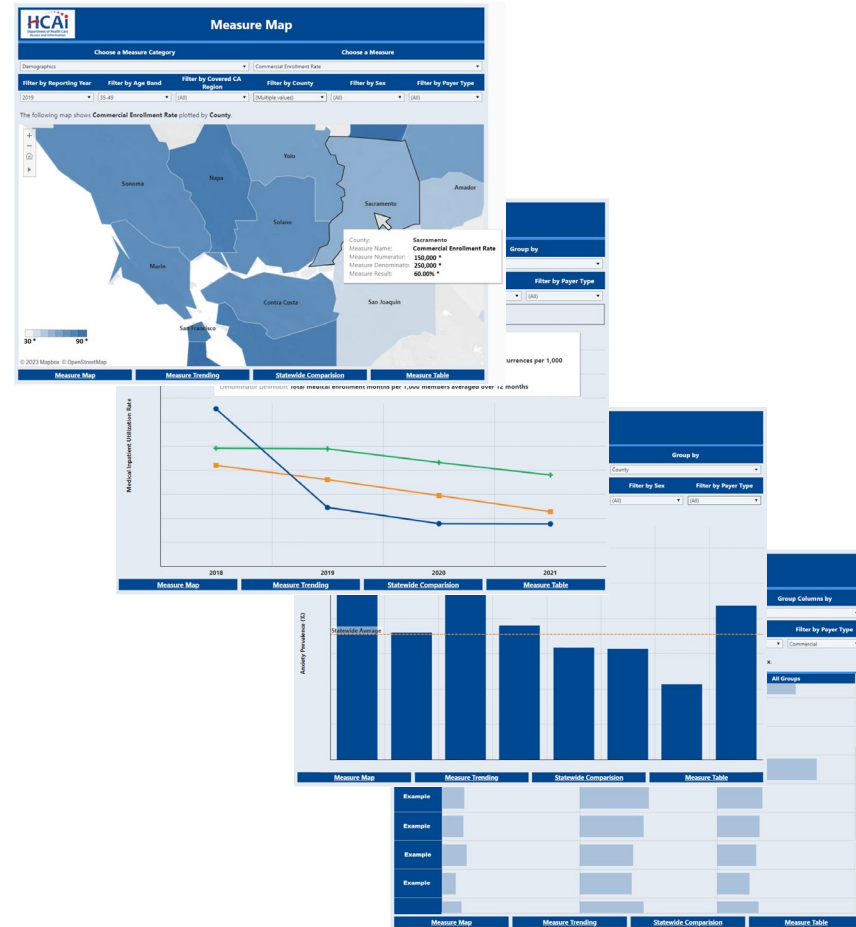 HCAi
Department of Health Care
Access and Information
Measure Map
Choose a Measure Category
Choose a Measure
Demographics
Commercial Enrollment Rate
Filter by Reporting Year
Filter by Age Band
Filter by Covered CA
Region
Filter by County
Filter by Sex
Filter by Payer Type
2019
35-49
(All)
(Multiple values)
(All)
(All)
The following map shows Commercial Enrollment Rate plotted by County.
Yolo
Sonoma
Napa
Amador
Sacramento
Solano
County: Sacramento
Measure Name: Commercial Enrollment Rate
Measure Numerator: 150,000 *
Measure Denominator 250,000 *
Measure Result: 60.00% *
Marin
Contra Costa
San Joaquin
San Francisco
30 *
90 *
© 2023 Mapbox © OpenStreetMap
Measure Map
Measure Trending
Statewide Comparision
Measure Table
Group by
Filter by Payer Type
(All)
urrences per 1,000
Denominator Definition: Total medical enrollment months per 1,000 members averaged over 12 months
Medical Inpatient Utilization Rate
2018
2019
2020
2021
Measure Map
Measure Trending
Statewide Comparision
Measure Table
Group by
County
Filter by Sex
Filter by Payer Type
(All)
(All)
Statewide Average
Anxiety Prevalence (%)
Measure Map
Measure Trending
Statewide Comparision
Measure Table
Group Columns by
Filter by Payer Type
Commercial
x.
All Groups
Example
Example
Example
Example
Measure Map
Measure Trending
Statewide Comparision
Measure Table